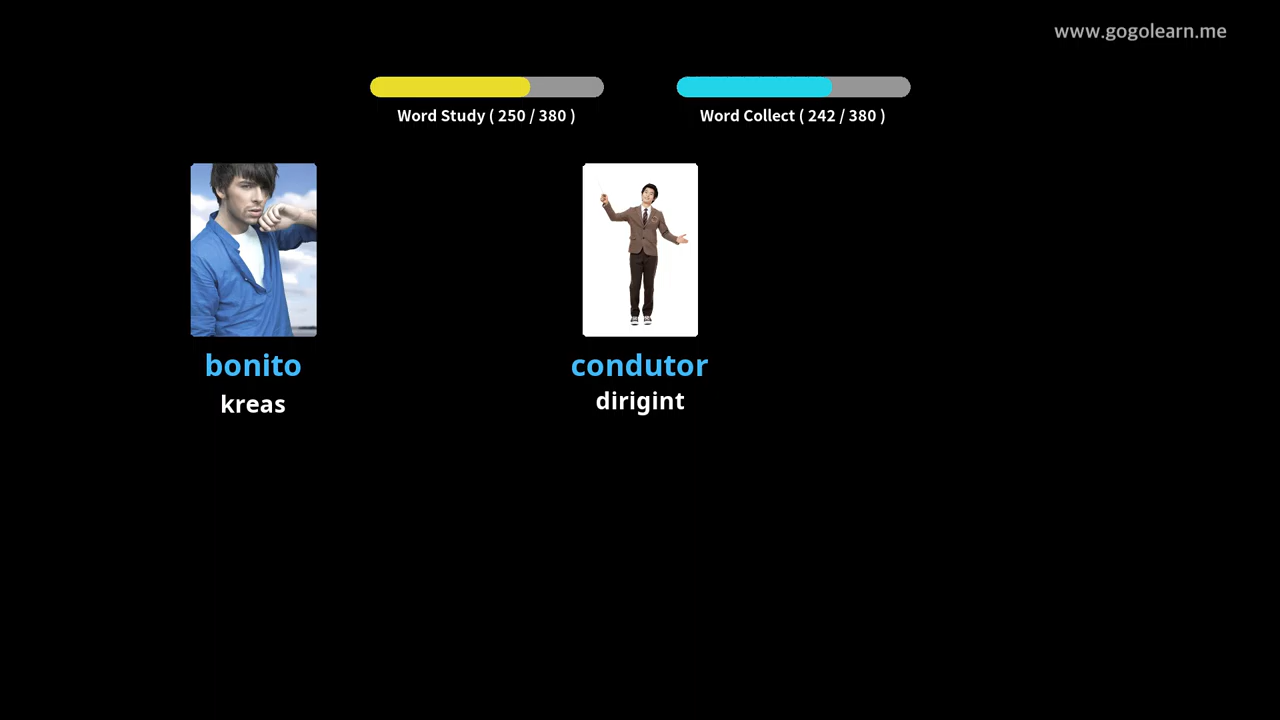 www.gogolearn.me
Word Study ( 250 / 380 )
Word Collect ( 242 / 380 )
bonito
kreas
condutor
dirigint